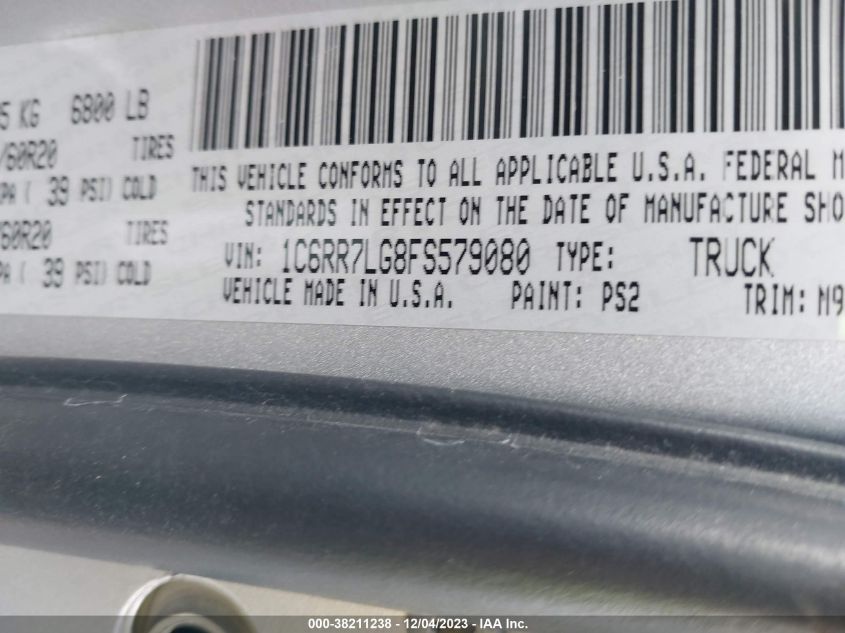 5 KG 6800 LB
/60R20 TIRES
PA ( 39 PSI) COLD
60R20 TIRES
PA ( 39 PSI) COLD
THIS VEHICLE CONFORMS TO ALL APPLICABLE U.S.A. FEDERAL M
STANDARDS IN EFFECT ON THE DATE OF MANUFACTURE SHO
VIN: 1C6RR7LG8FS579080 TYPE: TRUCK
VEHICLE MADE IN U.S.A. PAINT: PS2 TRIM: M9
000-38211238 - 12/04/2023 - IAA Inc.